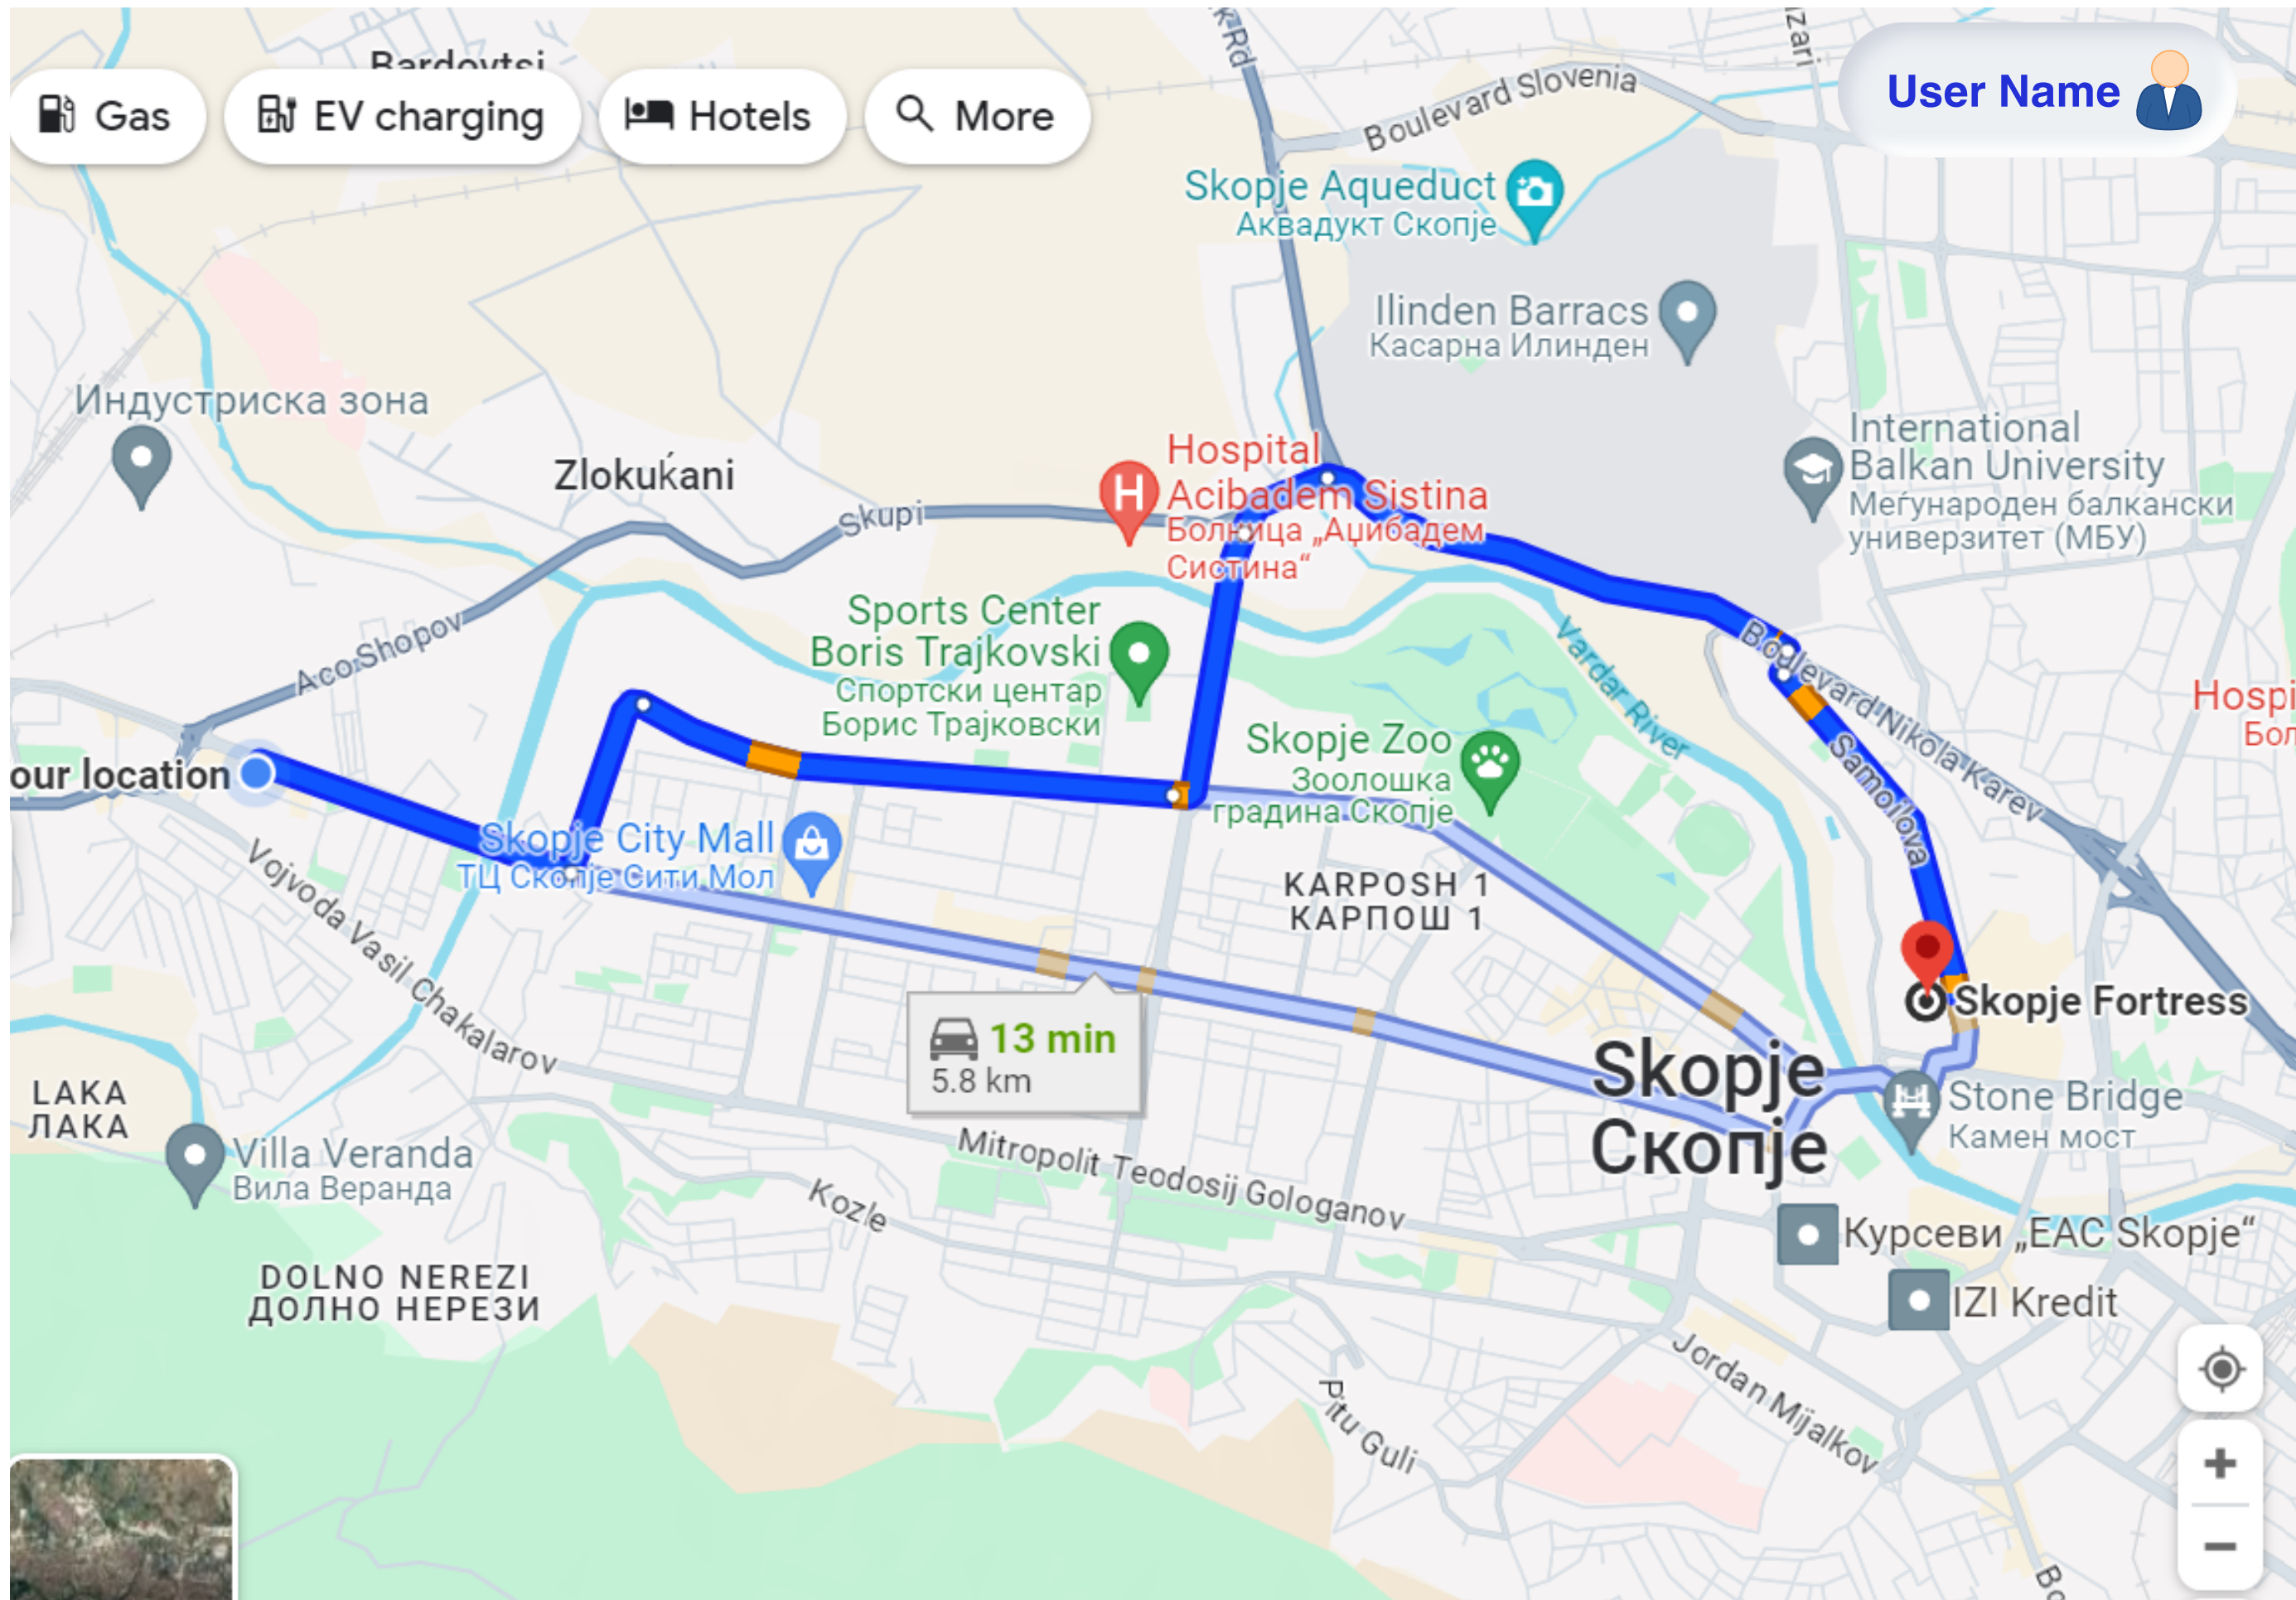 Bardovtsi
Gas
EV charging
Hotels
More
User Name
Boulevard Slovenia
Skopje Aqueduct
Аквадукт Скопје
Ilinden Barracs
Касарна Илинден
Индустриска зона
Zlokuḱani
Skupi
Hospital
Acibadem Sistina
Болница „Аџибадем
Систина“
International
Balkan University
Меѓународен балкански
универзитет (МБУ)
Aco Shopov
Sports Center
Boris Trajkovski
Спортски центар
Борис Трајковски
Vardar River
Boulevard Nikola Karev
Samoilova
our location
Skopje Zoo
Зоолошка
градина Скопје
Skopje City Mall
ТЦ Скопје Сити Мол
KARPOSH 1
КАРПОШ 1
Vojvoda Vasil Chakalarov
13 min
5.8 km
Skopje Fortress
Skopje
Скопје
Stone Bridge
Камен мост
LAKA
ЛАКА
Villa Veranda
Вила Веранда
Mitropolit Teodosij Gologanov
Kozle
Курсеви „EAC Skopje“
IZI Kredit
DOLNO NEREZI
ДОЛНО НЕРЕЗИ
Jordan Mijalkov
Pitu Guli